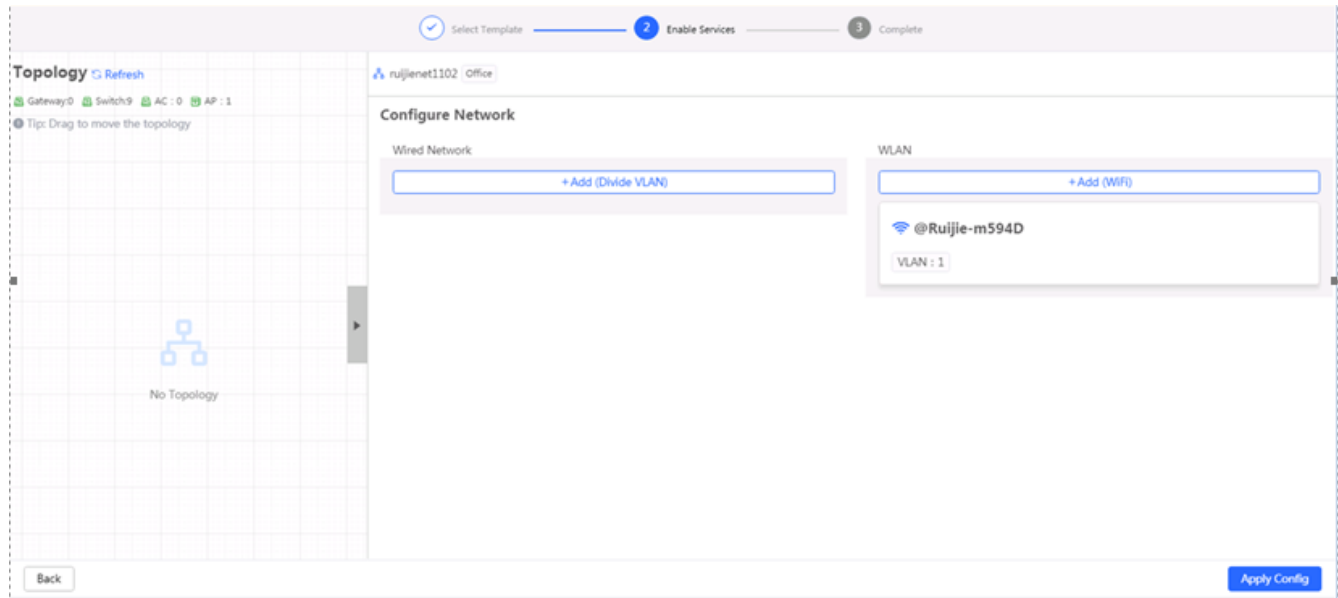 Select Template
2
Enable Services
3
Complete
Topology Refresh
Gateway:0 Switch:9 AC : 0 AP : 1
Tip: Drag to move the topology
No Topology
ruijienet1102 Office
Configure Network
Wired Network
+Add (Divide VLAN)
WLAN
+Add (WiFi)
@Ruijie-m594D
VLAN : 1
Back
Apply Config